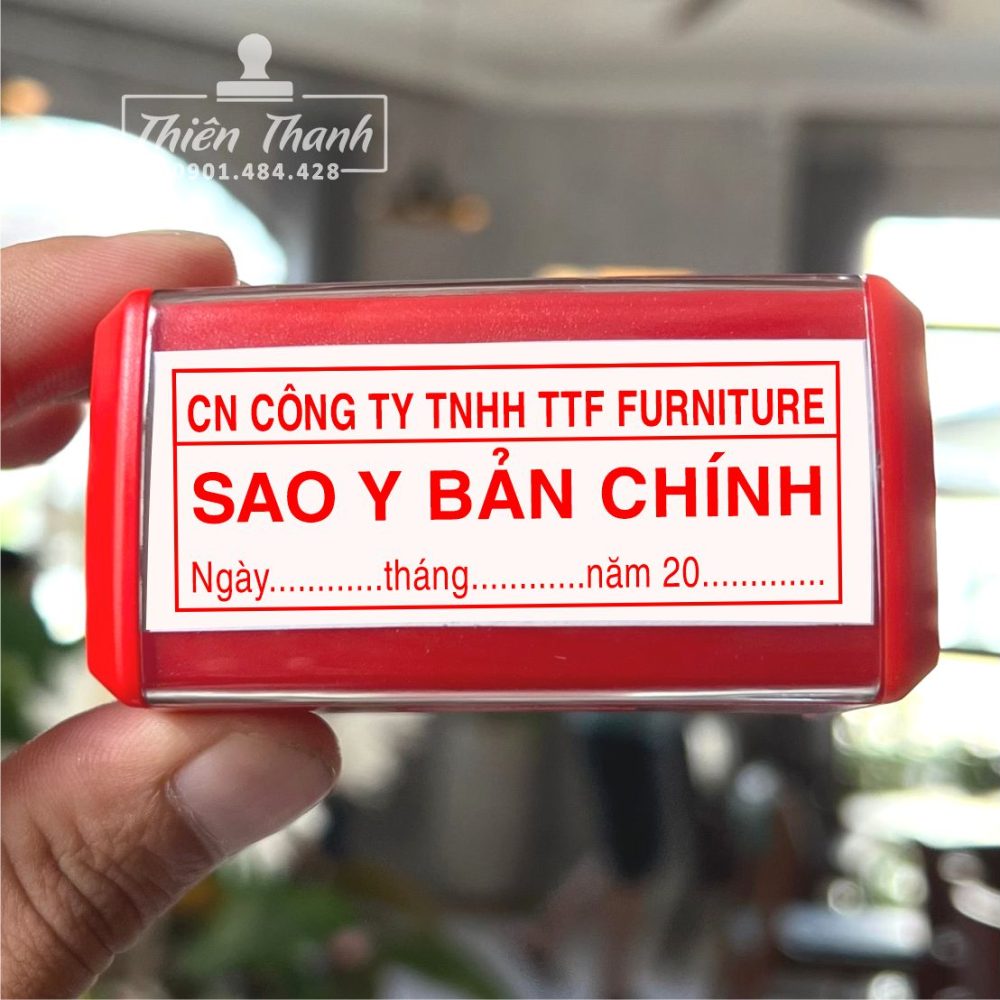 Thiên Thanh
0901.484.428
CN CÔNG TY TNHH TTF FURNITURE
SAO Y BẢN CHÍNH
Ngày............tháng............năm 20.............